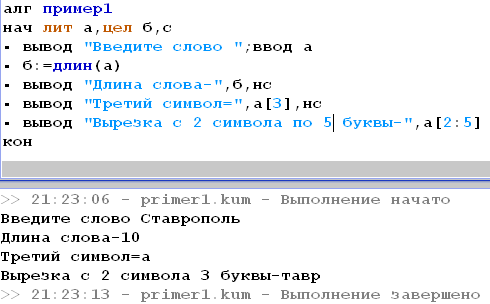 алг пример1
нач лит а,цел б,с
• вывод "Введите слово ";ввод а
• б:=длин(а)
• вывод "Длина слова-",б,нс
• вывод "Третий символ=",а[3],нс
• вывод "Вырезка с 2 символа по 5 буквы-",а[2:5]
кон
>> 21:23:06 - primer1.kum - Выполнение начато
Введите слово Ставрополь
Длина слова-10
Третий символ=а
Вырезка с 2 символа 3 буквы-тавр
>> 21:23:13 - primer1.kum - Выполнение завершено